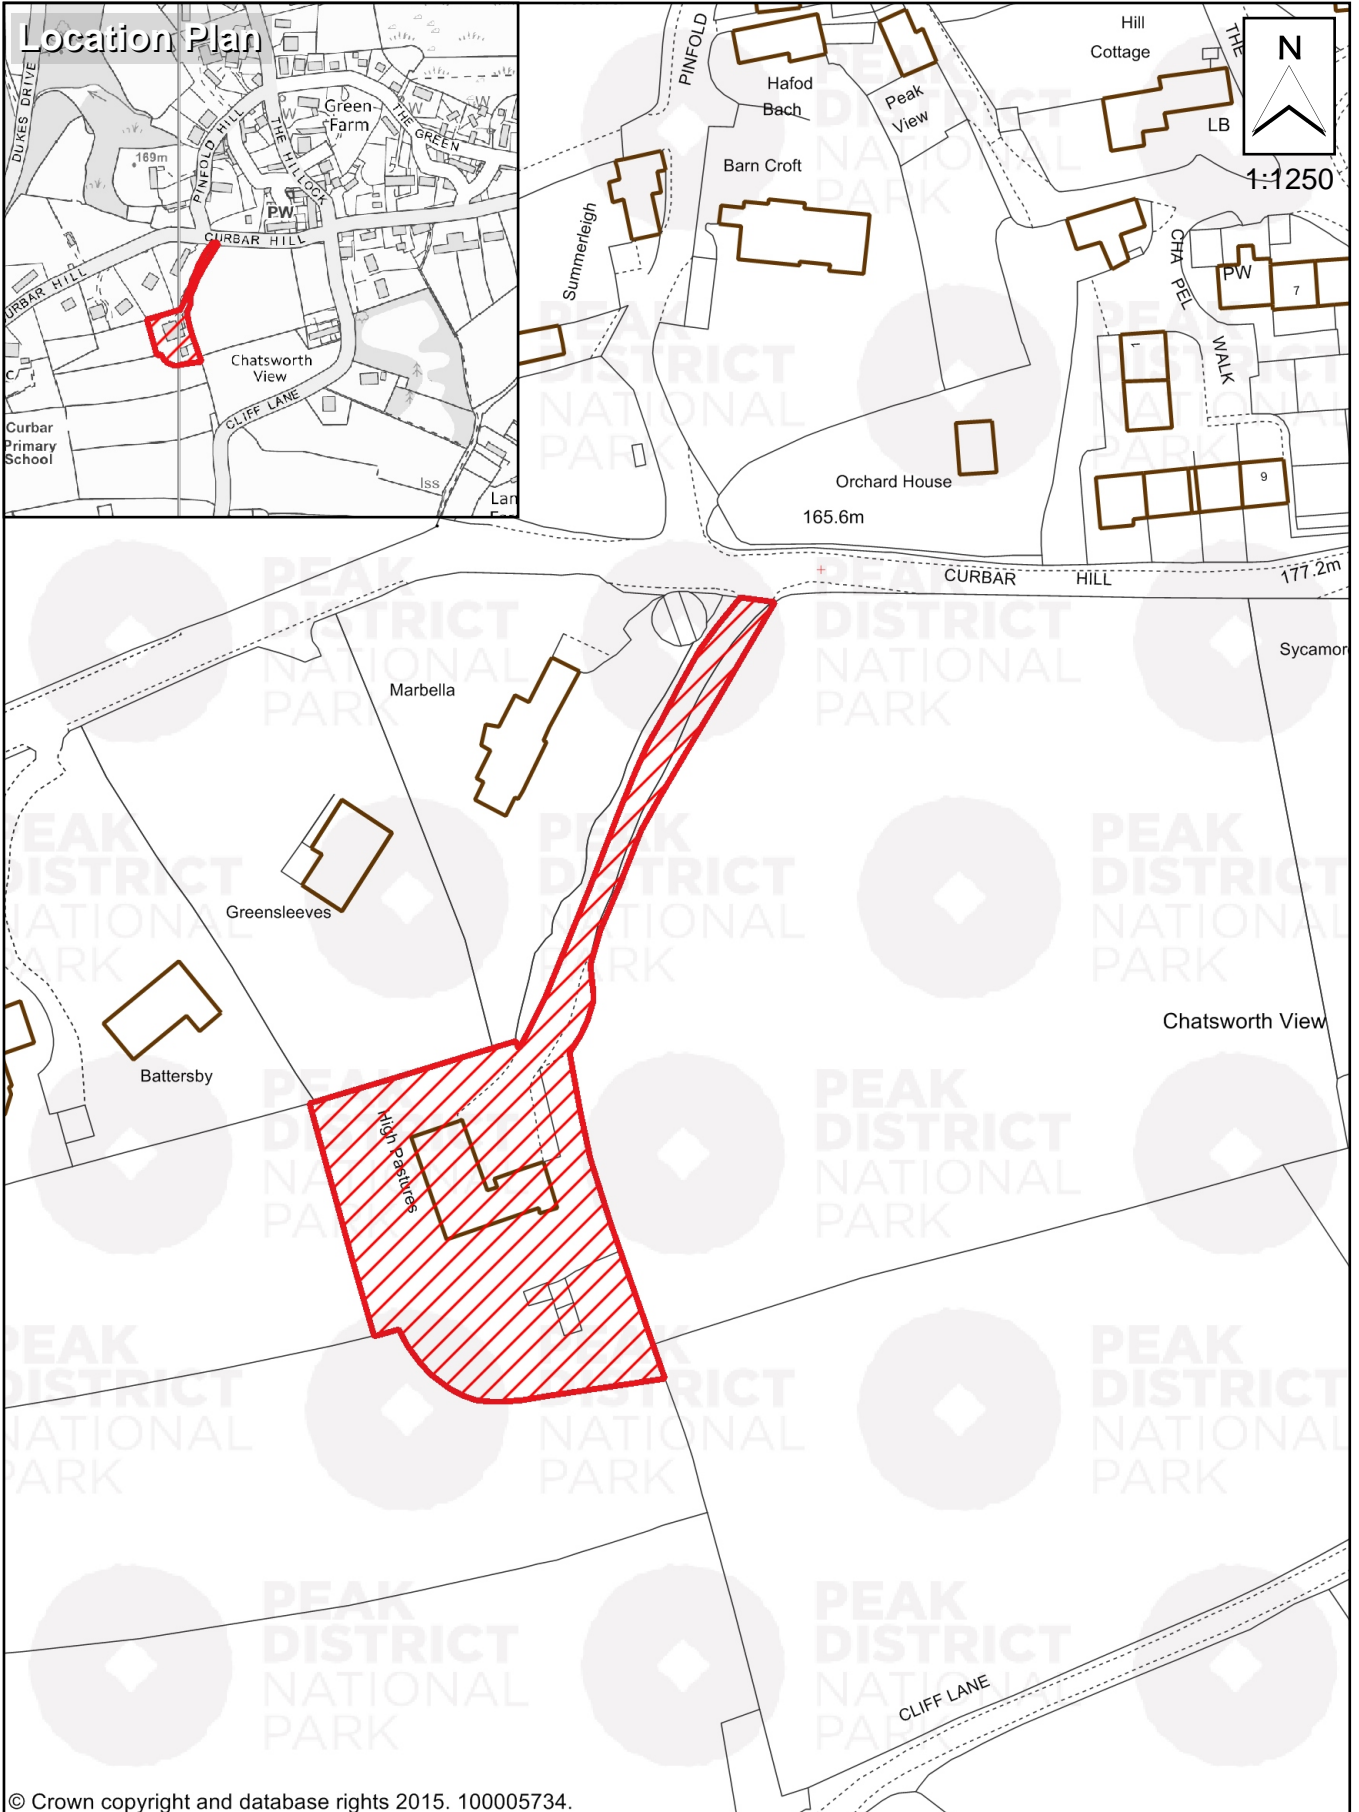 Location Plan
DUKES DRIVE
169m
PINFOLD HILL
THE HILLOCK
Green
Farm
THE GREEN
W
W
PW
CURBAR HILL
URBAR HILL
Chatsworth
View
CLIFF LANE
C
Curbar
Primary
School
Iss
Lan
PINFOLD
Hafod
Bach
Peak
View
Barn Croft
Summerleigh
Hill
Cottage
THE
LB
N
1:1250
CHAPEL
WALK
PW
7
1
9
Orchard House
165.6m
CURBAR HILL
177.2m
Sycamor
Marbella
Greensleeves
Battersby
High Pastures
Chatsworth View
CLIFF LANE
PEAK
DISTRICT
NATIONAL
PARK
© Crown copyright and database rights 2015. 100005734.